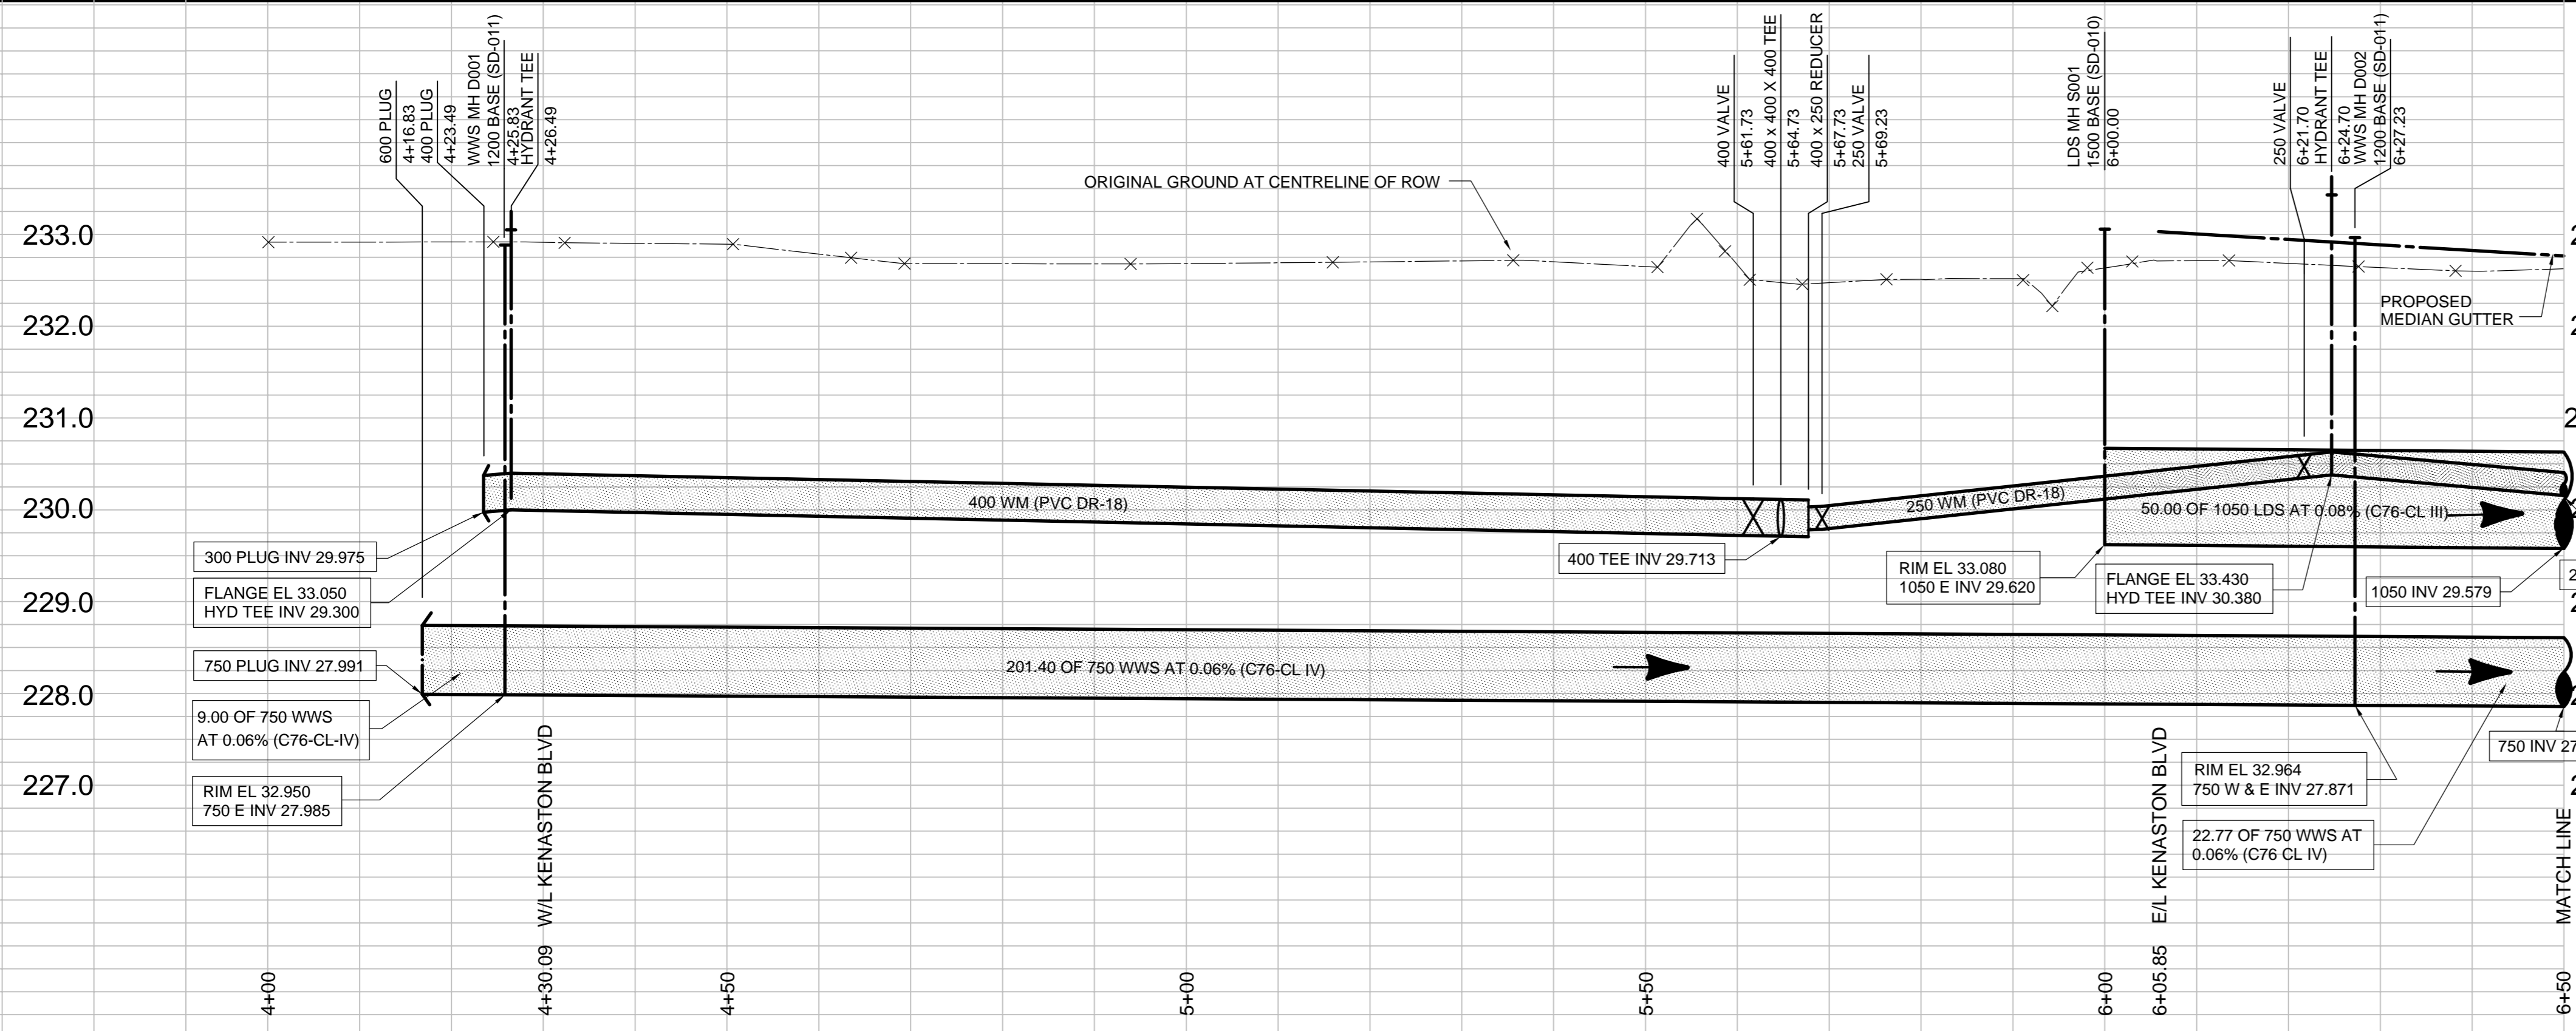 600 PLUG
4+16.83
400 PLUG
4+23.49
WWS MH D001
1200 BASE (SD-011)
4+25.83
HYDRANT TEE
4+26.49
400 VALVE
5+61.73
400 x 400 X 400 TEE
5+64.73
400 x 250 REDUCER
5+67.73
250 VALVE
5+69.23
LDS MH S001
1500 BASE (SD-010)
6+00.00
250 VALVE
6+21.70
HYDRANT TEE
6+24.70
WWS MH D002
1200 BASE (SD-011)
6+27.23
ORIGINAL GROUND AT CENTRELINE OF ROW
233.0
232.0
231.0
230.0
229.0
228.0
227.0
PROPOSED
MEDIAN GUTTER
400 WM (PVC DR-18)
250 WM (PVC DR-18)
50.00 OF 1050 LDS AT 0.08% (C76-CL III)
300 PLUG INV 29.975
FLANGE EL 33.050
HYD TEE INV 29.300
400 TEE INV 29.713
RIM EL 33.080
1050 E INV 29.620
FLANGE EL 33.430
HYD TEE INV 30.380
1050 INV 29.579
750 PLUG INV 27.991
201.40 OF 750 WWS AT 0.06% (C76-CL IV)
9.00 OF 750 WWS
AT 0.06% (C76-CL-IV)
RIM EL 32.950
750 E INV 27.985
750 INV 27
RIM EL 32.964
750 W & E INV 27.871
22.77 OF 750 WWS AT
0.06% (C76 CL IV)
4+00
4+30.09 W/L KENASTON BLVD
4+50
5+00
5+50
6+00
6+05.85 E/L KENASTON BLVD
6+50
MATCH LINE